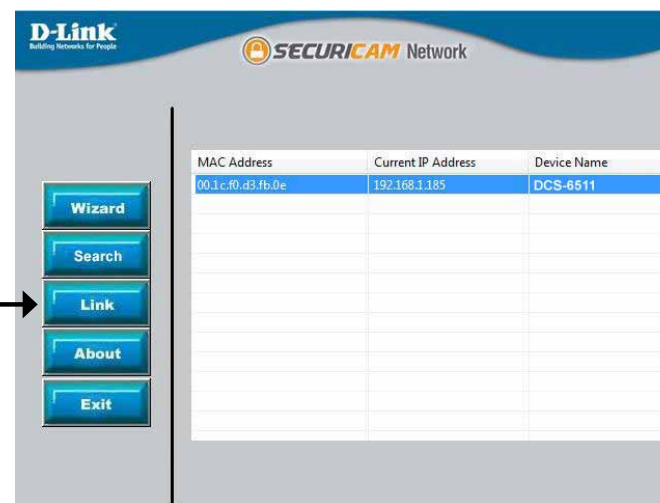 D-Link
Building Networks for People
SECURICAM Network
MAC Address Current IP Address Device Name
00.1c.f0.d3.fb.0e 192.168.1.185 DCS-6511
Wizard
Search
Link
About
Exit